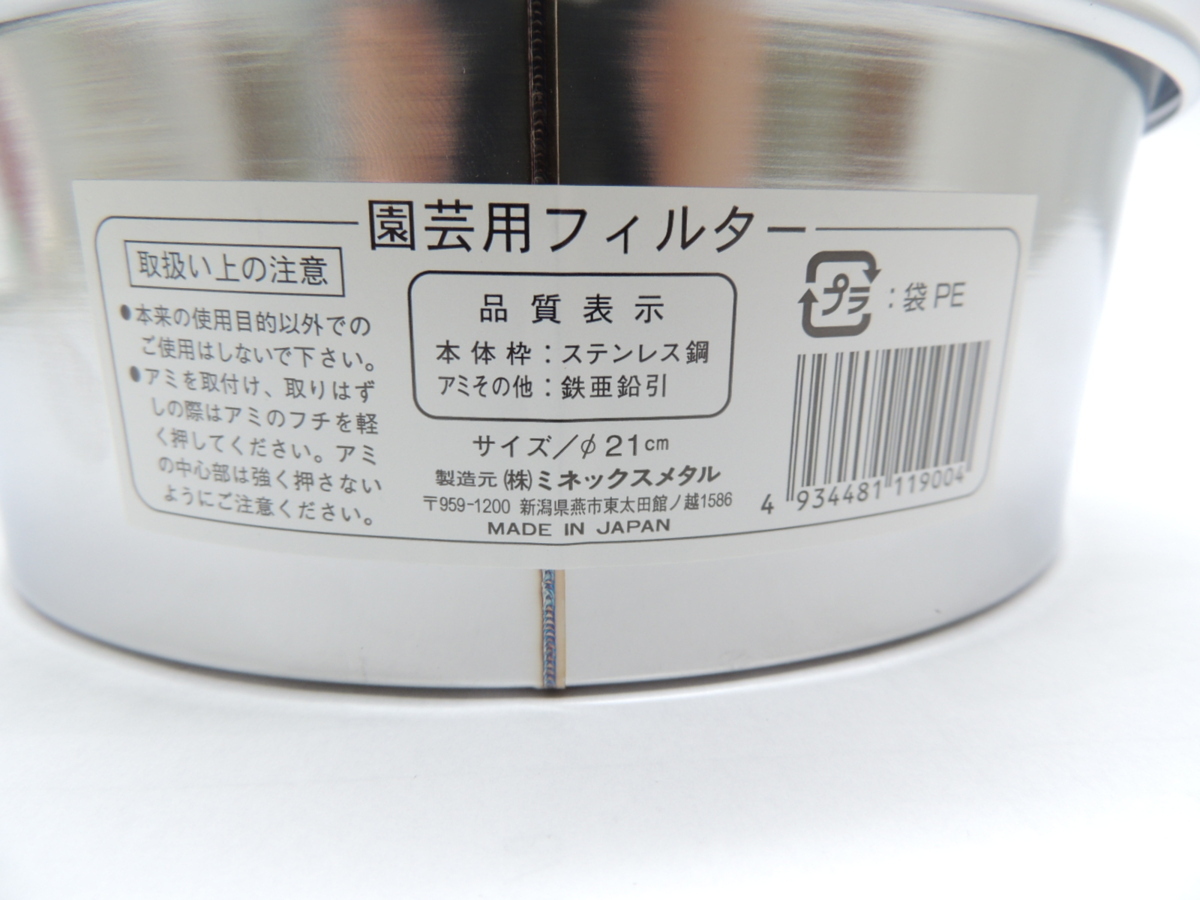 園芸用フィルター
取扱い上の注意
●本来の使用目的以外での
ご使用はしないで下さい。
●アミを取付け、取りはず
しの際はアミのフチを軽
く押してください。アミ
の中心部は強く押さない
ようにご注意ください。
品質表示
本体枠：ステンレス鋼
アミその他：鉄亜鉛引
サイズ／φ21cm
製造元 (株)ミネックスメタル
〒959-1200 新潟県燕市東太田館ノ越1586
MADE IN JAPAN
プラ：袋 PE
4 934481 119004